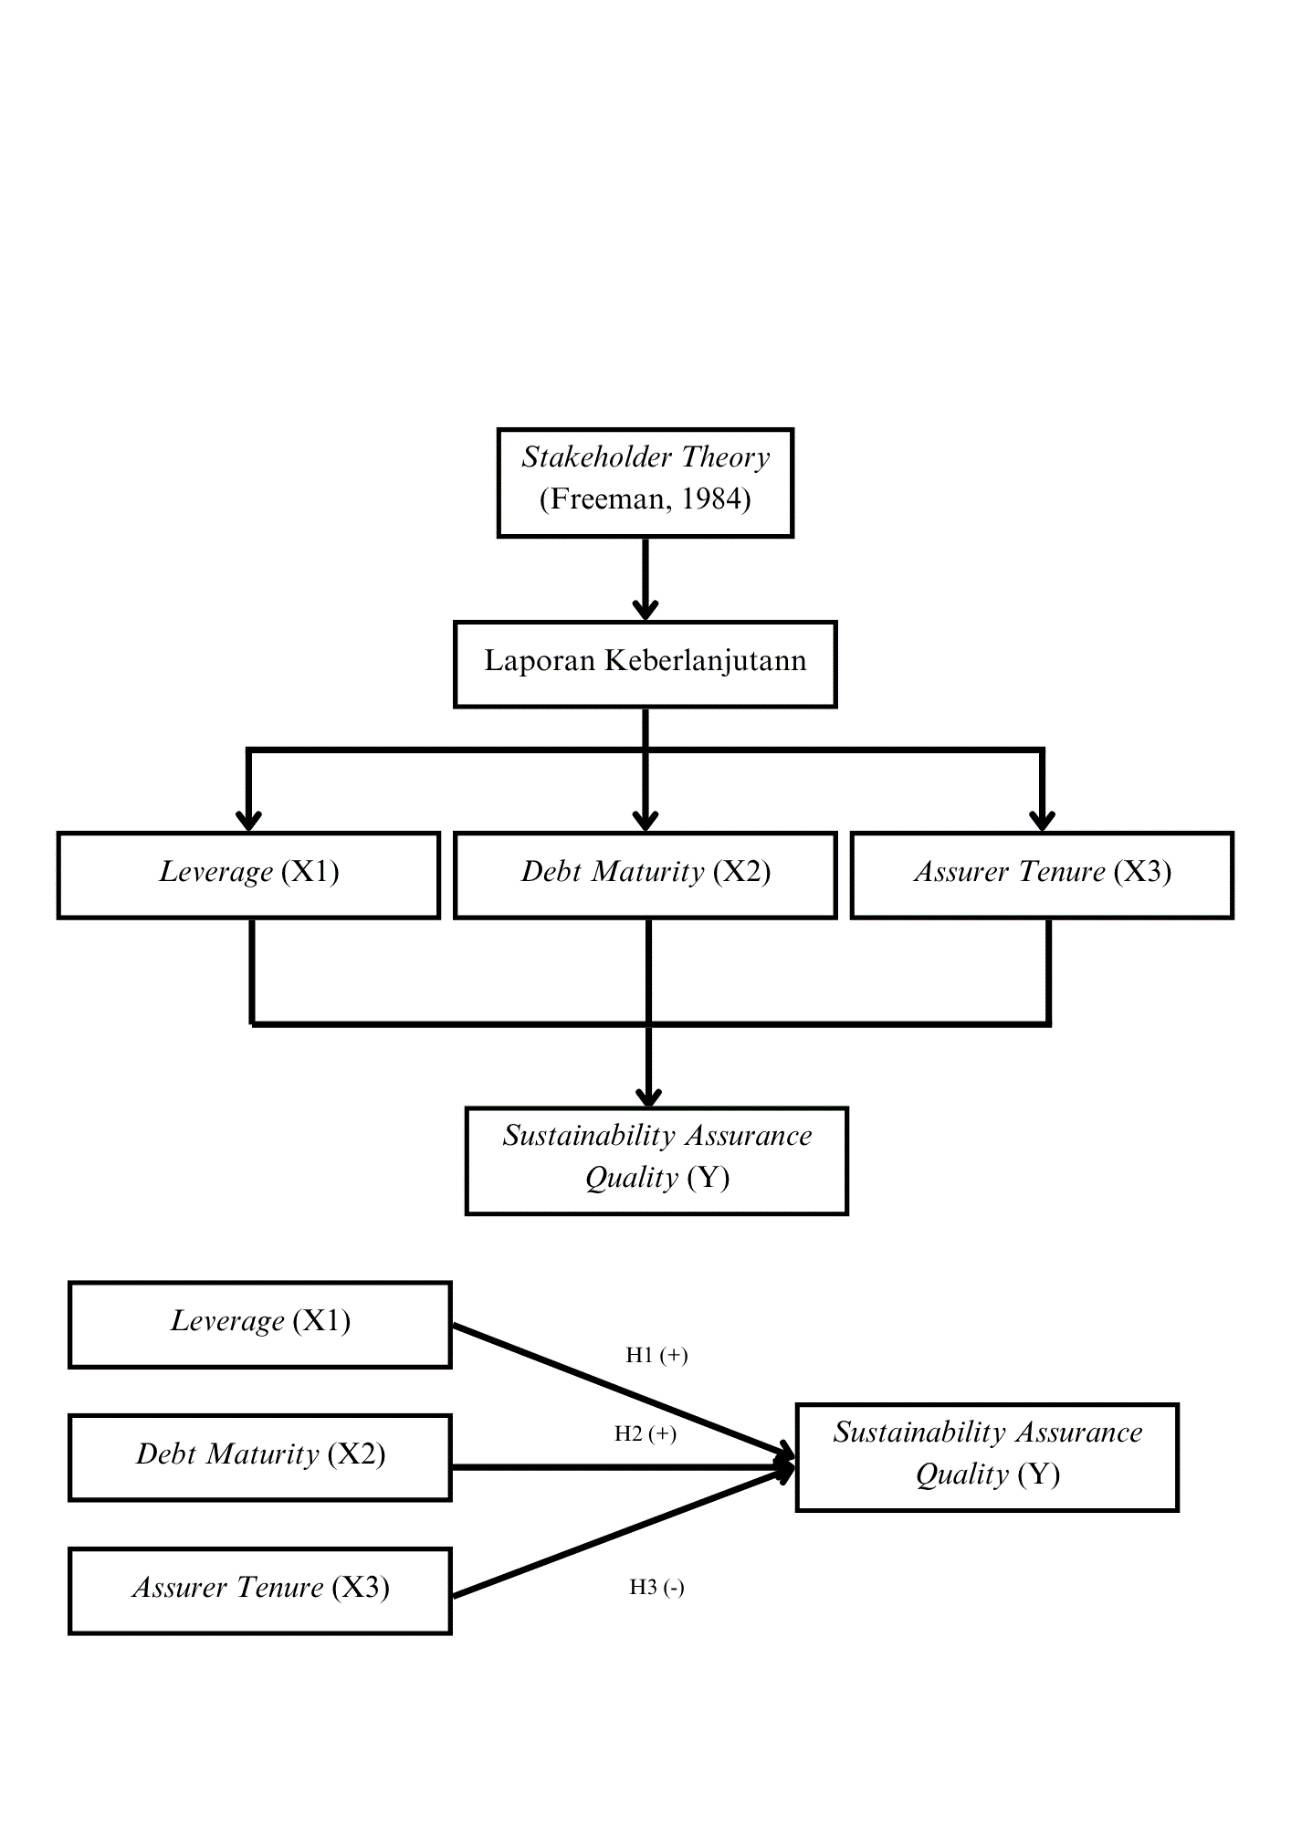 Stakeholder Theory
(Freeman, 1984)
Laporan Keberlanjutann
Leverage (X1)
Debt Maturity (X2)
Assurer Tenure (X3)
Sustainability Assurance
Quality (Y)
Leverage (X1)
H1 (+)
H2 (+)
Debt Maturity (X2)
Sustainability Assurance
Quality (Y)
Assurer Tenure (X3)
H3 (-)